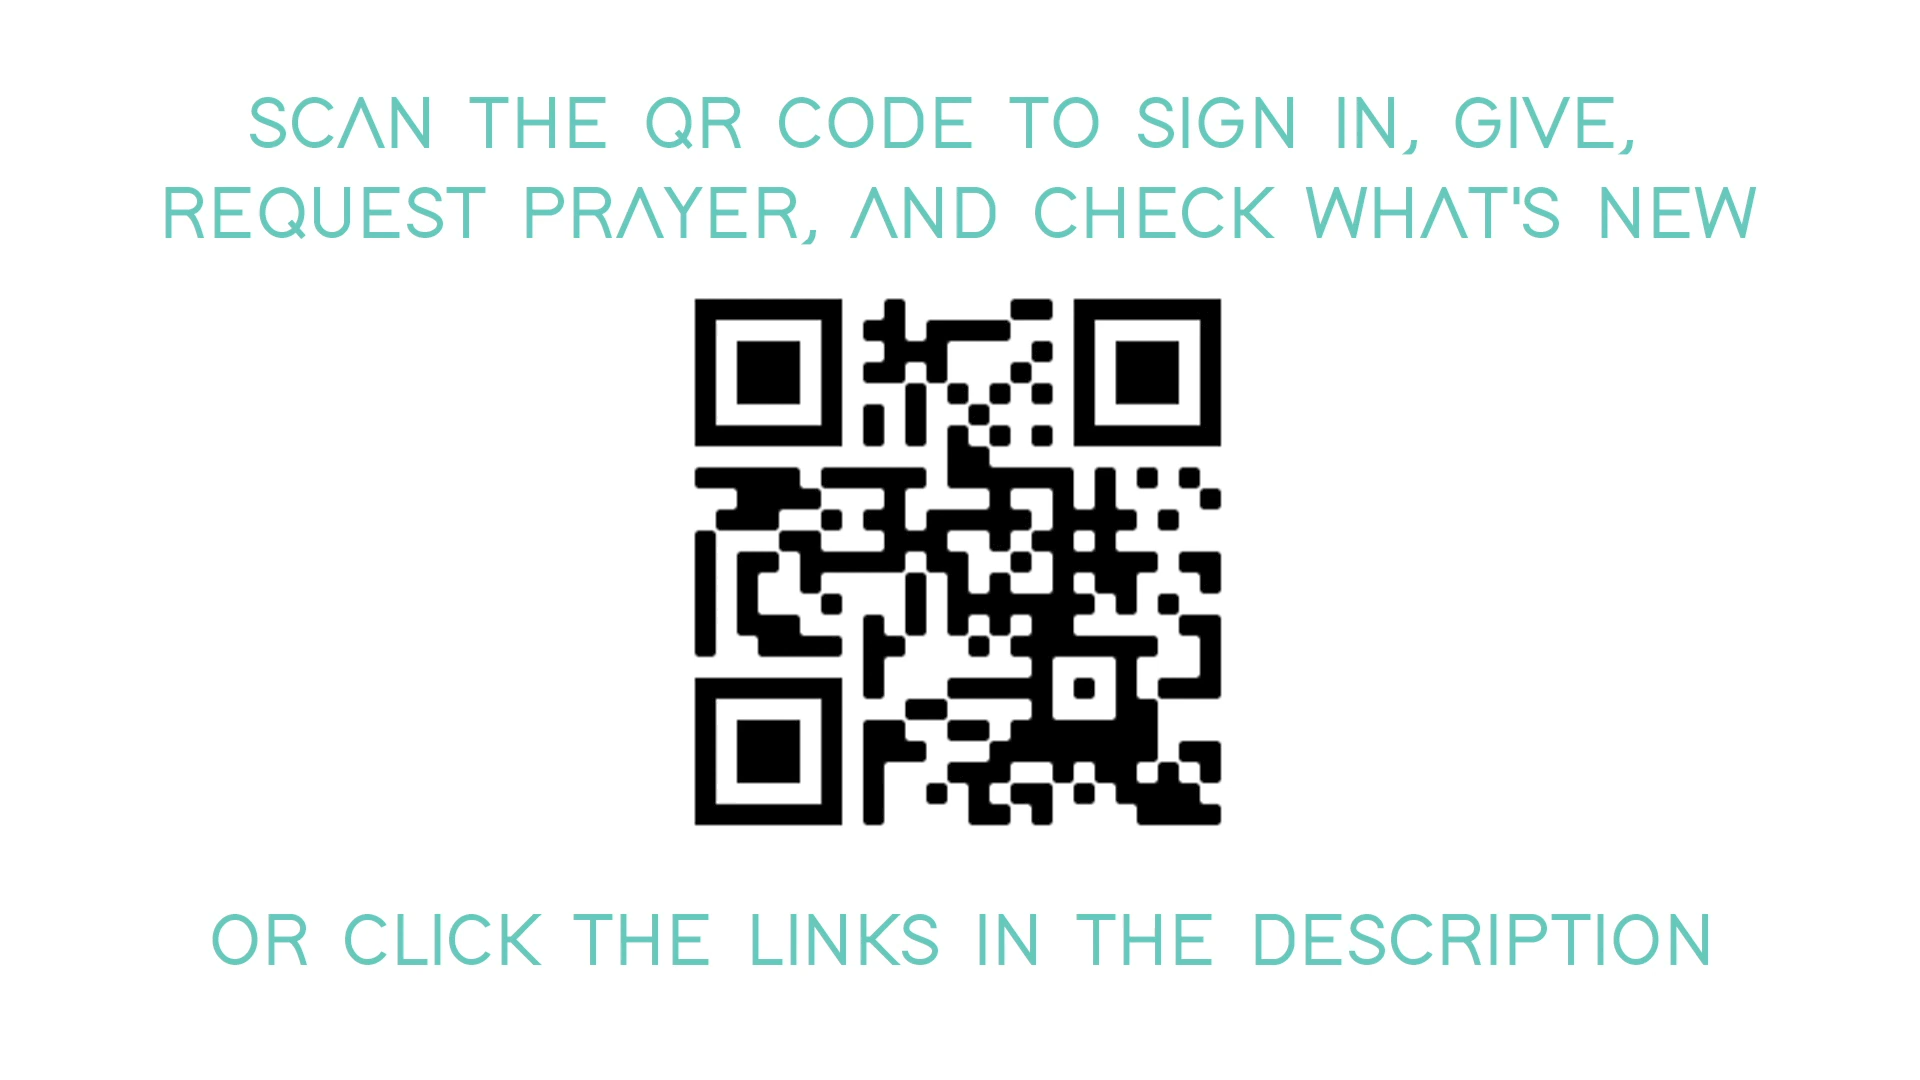 SCAN THE QR CODE TO SIGN IN, GIVE,
REQUEST PRAYER, AND CHECK WHAT'S NEW
OR CLICK THE LINKS IN THE DESCRIPTION